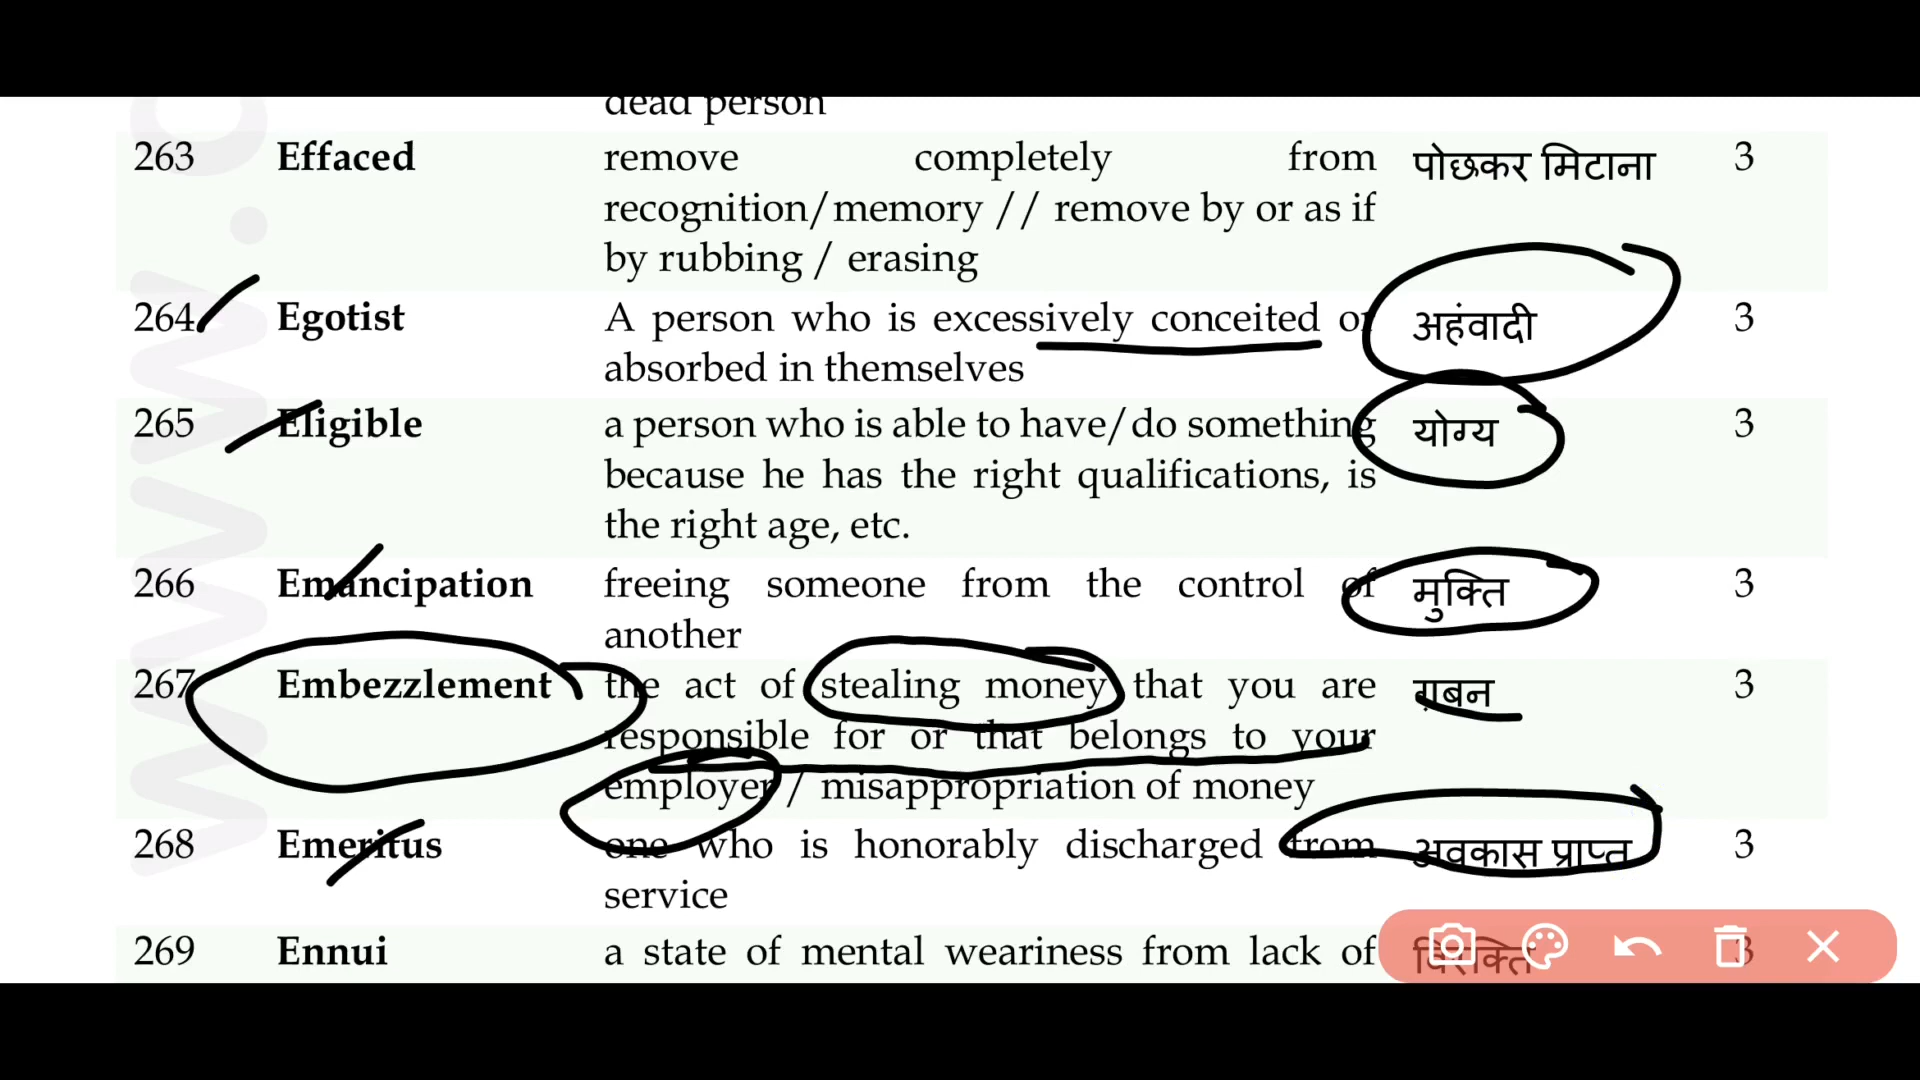 dead person
263 Effaced remove completely from पोछकर मिटाना 3
recognition/memory // remove by or as if
by rubbing / erasing
264 Egotist A person who is excessively conceited or अहंवादी 3
absorbed in themselves
265 Eligible a person who is able to have/do something योग्य 3
because he has the right qualifications, is
the right age, etc.
266 Emancipation freeing someone from the control of मुक्ति 3
another
267 Embezzlement the act of stealing money that you are ग़बन 3
responsible for or that belongs to your
employer / misappropriation of money
268 Emeritus one who is honorably discharged from अवकास प्राप्त 3
service
269 Ennui a state of mental weariness from lack of विरक्ति 3
www.